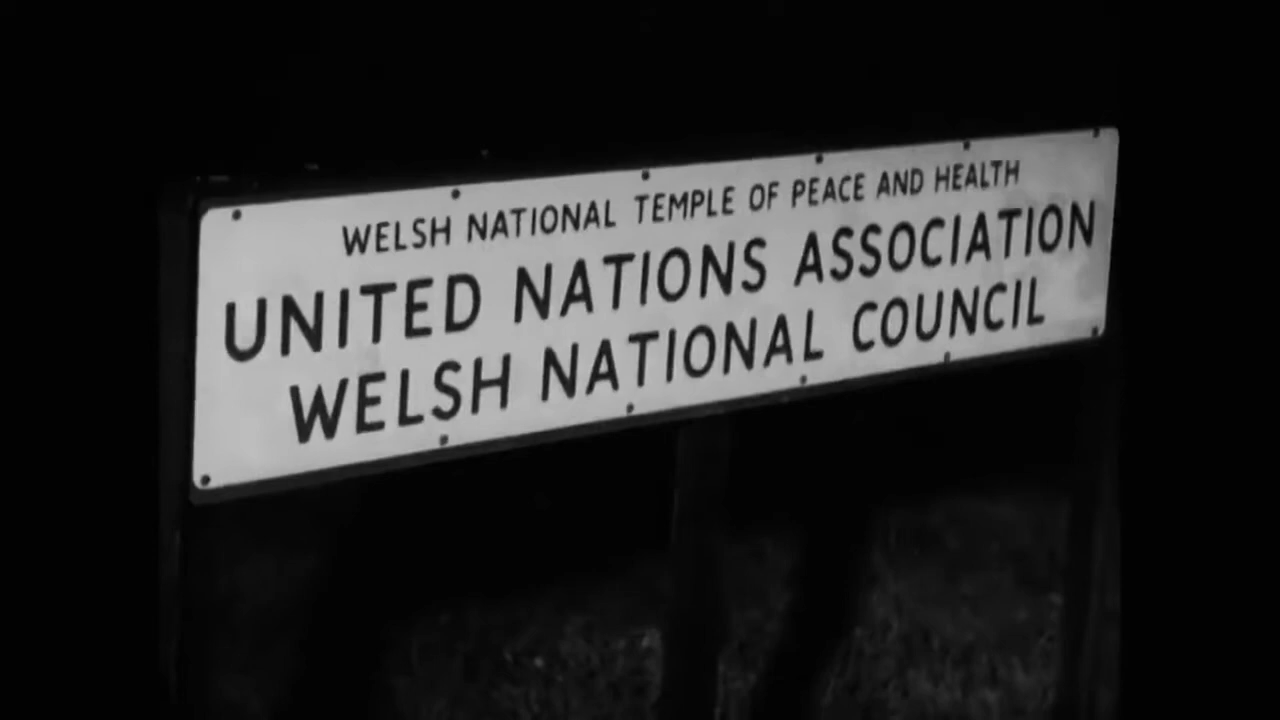 WELSH NATIONAL TEMPLE OF PEACE AND HEALTH
UNITED NATIONS ASSOCIATION
WELSH NATIONAL COUNCIL